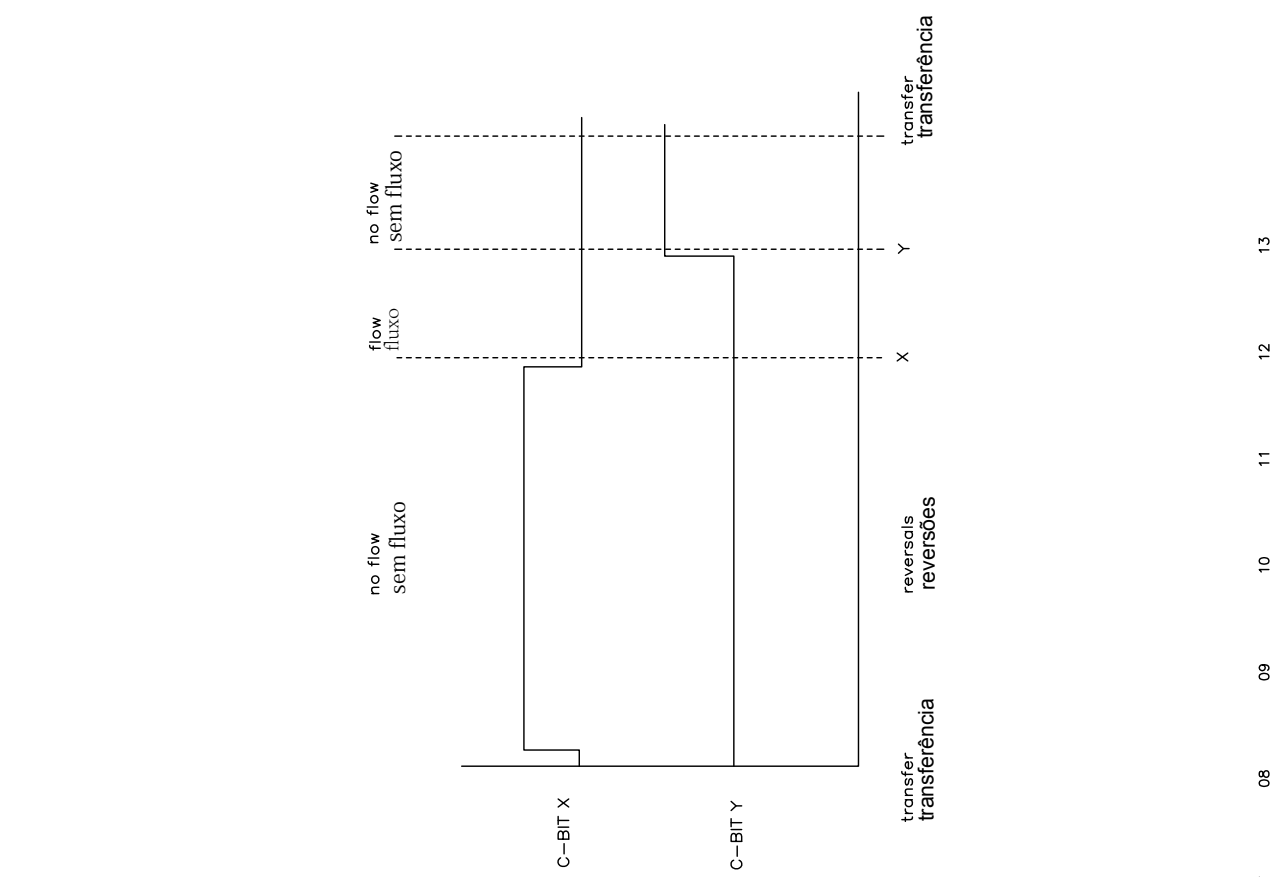 no flow
sem fluxo
flow
fluxo
no flow
sem fluxo
C-BIT X
C-BIT Y
transfer
transferência
reversals
reversões
X
Y
transfer
transferência
08
09
10
11
12
13